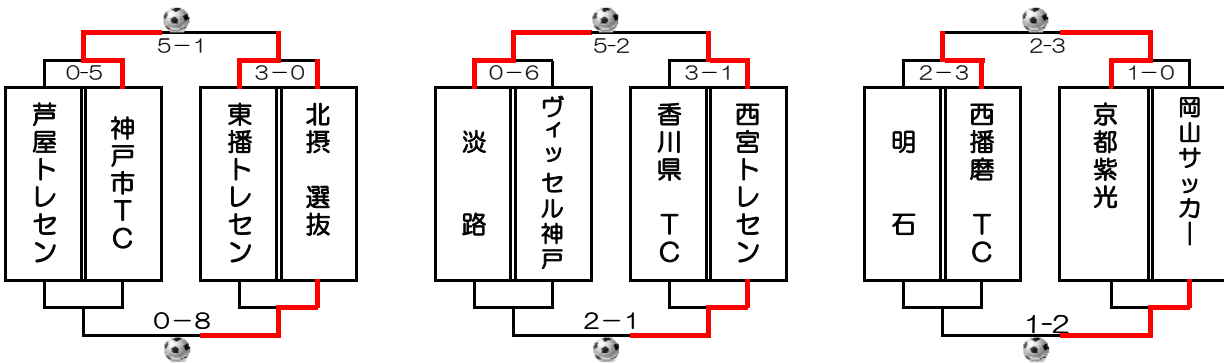 5-1
5-2
2-3
0-5
3-0
0-6
3-1
2-3
1-0
芦屋トレセン
神戸市TC
東播トレセン
北摂 選抜
淡 路
ヴィッセル神戸
香川県 TC
西宮トレセン
明 石
西播磨 TC
京都紫光
岡山サッカー
0-8
2-1
1-2